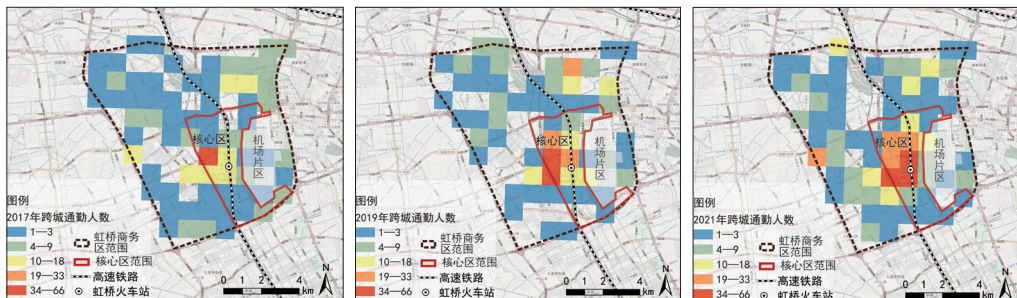 核心区
机场片区
图例
2017年跨城通勤人数
1—3
4—9
10—18
19—33
34—66
虹桥商务区范围
核心区范围
高速铁路
虹桥火车站
0 1 2 4
km
N
核心区
机场片区
图例
2019年跨城通勤人数
1—3
4—9
10—18
19—33
34—66
虹桥商务区范围
核心区范围
高速铁路
虹桥火车站
0 1 2 4
km
N
核心区
机场片区
图例
2021年跨城通勤人数
1—3
4—9
10—18
19—33
34—66
虹桥商务区范围
核心区范围
高速铁路
虹桥火车站
0 1 2 4
km
N